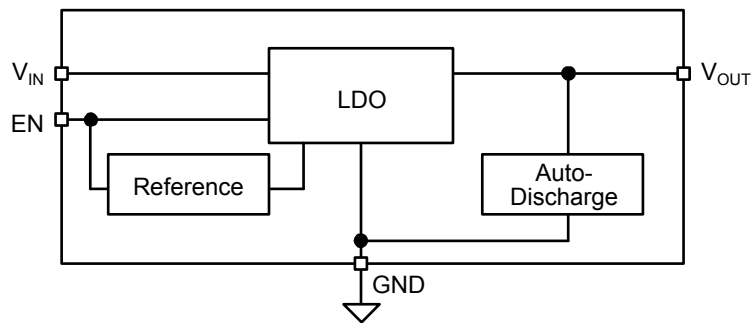 V_IN
LDO
V_OUT
EN
Reference
Auto-
Discharge
GND